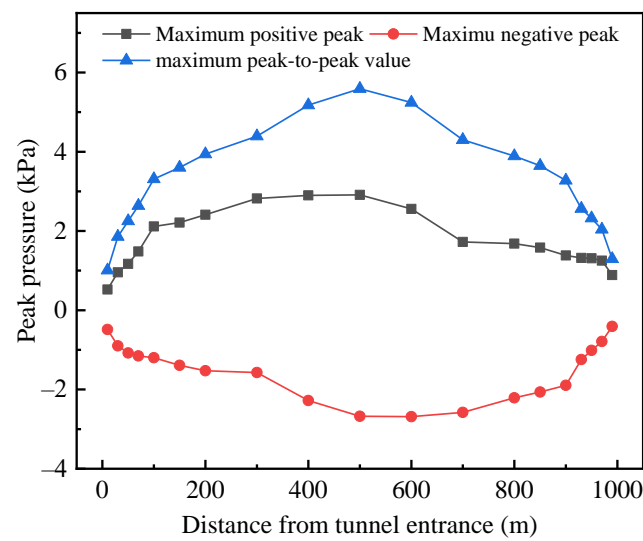 Maximum positive peak Maximu negative peak
maximum peak-to-peak value
6
4
2
0
−2
−4
Peak pressure (kPa)
0 200 400 600 800 1000
Distance from tunnel entrance (m)